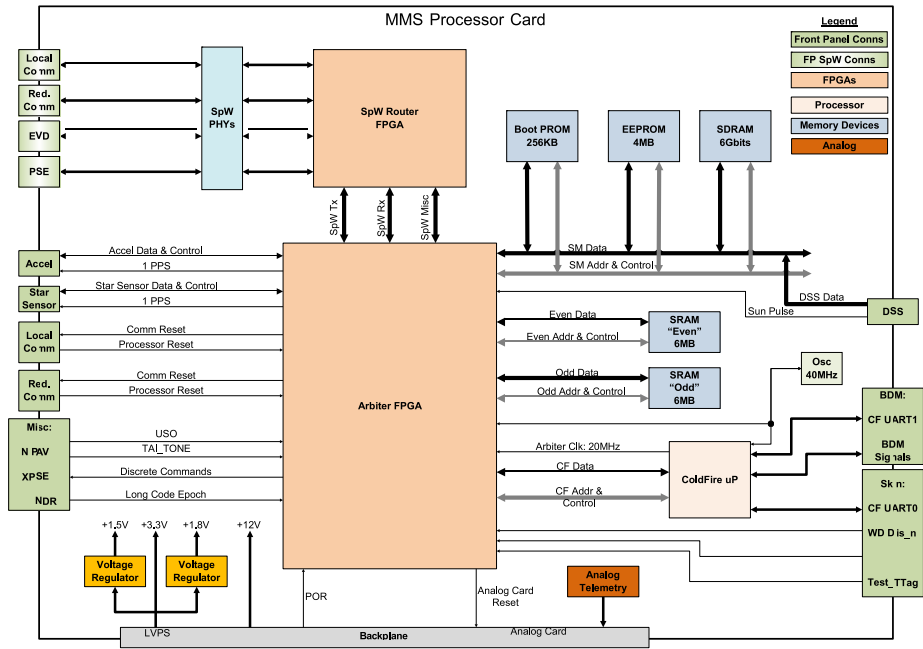 MMS Processor Card
Legend
Front Panel Conns
FP SpW Conns
FPGAs
Processor
Memory Devices
Analog
Local
Comm
Red.
Comm
EVD
PSE
SpW
PHYs
SpW Router
FPGA
Boot PROM
256KB
EEPROM
4MB
SDRAM
6Gbits
SpW Tx
SpW Rx
SpW Misc
Accel
Accel Data & Control
1 PPS
Star
Sensor
Star Sensor Data & Control
1 PPS
Local
Comm
Comm Reset
Processor Reset
Red.
Comm
Comm Reset
Processor Reset
Misc:
N PAV
XPSE
NDR
USO
TAI_TONE
Discrete Commands
Long Code Epoch
Arbiter FPGA
SM Data
SM Addr & Control
DSS Data
Sun Pulse
DSS
Even Data
Even Addr & Control
SRAM
“Even”
6MB
Odd Data
Odd Addr & Control
SRAM
“Odd”
6MB
Osc
40MHz
Arbiter Clk: 20MHz
CF Data
CF Addr &
Control
ColdFire uP
BDM:
CF UART1
BDM
Signals
Sk n:
CF UART0
WD Dis_n
Test_TTag
+1.5V
+3.3V
+1.8V
+12V
Voltage
Regulator
Voltage
Regulator
POR
Analog Card
Reset
Analog
Telemetry
LVPS
Backplane
Analog Card